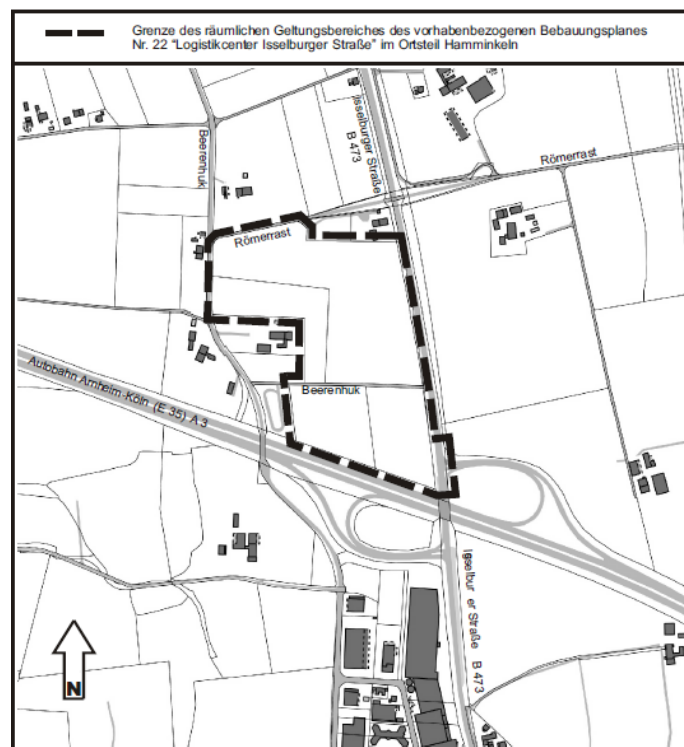 Grenze des räumlichen Geltungsbereiches des vorhabenbezogenen Bebauungsplanes
Nr. 22 "Logistikcenter Isselburger Straße" im Ortsteil Hamminkeln
Isselburger Straße
B 473
Beerenhuk
Römerrast
Römerrast
Autobahn Arnheim-Köln (E 35) A 3
Beerenhuk
Isselbur er Straße B 473
N